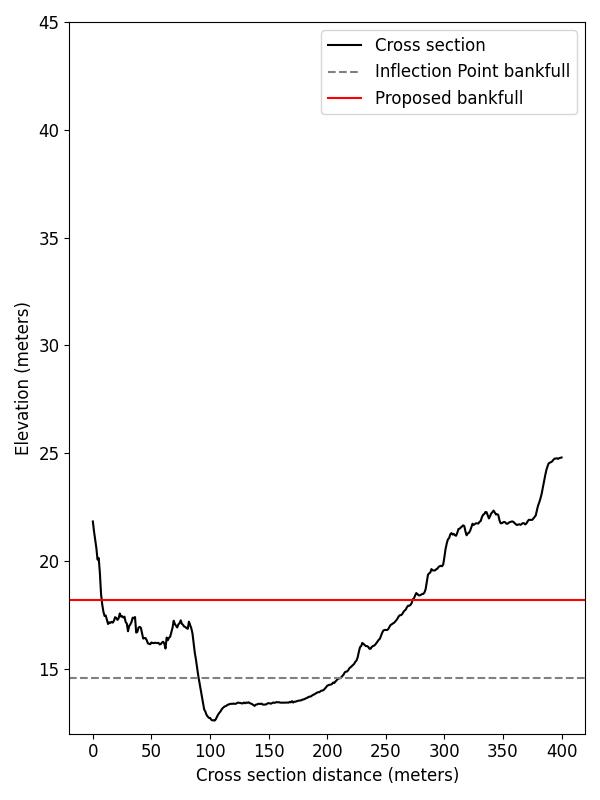 Cross section
Inflection Point bankfull
Proposed bankfull
45
40
35
30
25
20
15
Elevation (meters)
0 50 100 150 200 250 300 350 400
Cross section distance (meters)